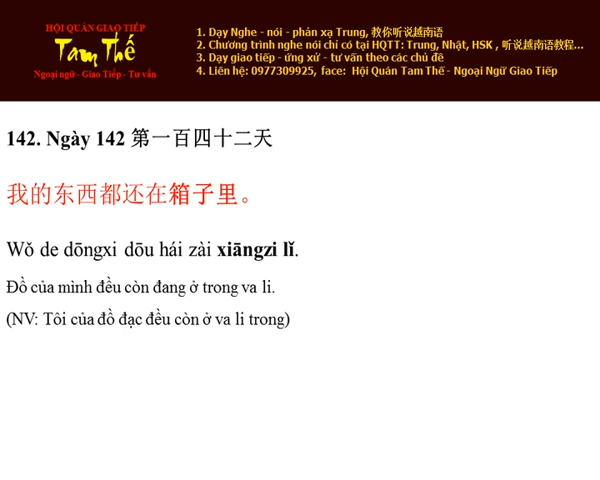 HỘI QUÁN GIAO TIẾP
Tam Thế
Ngoại ngữ - Giao Tiếp - Tư vấn
1. Dạy Nghe - nói - phản xạ Trung, 教你听说越南语
2. Chương trình nghe nói chỉ có tại HQTT: Trung, Nhật, HSK , 听说越南语教程...
3. Dạy giao tiếp - ứng xử - tư vấn theo các chủ đề
4. Liên hệ: 0977309925, face: Hội Quán Tam Thế - Ngoại Ngữ Giao Tiếp
142. Ngày 142 第一百四十二天
我的东西都还在箱子里。
Wǒ de dōngxi dōu hái zài xiāngzi lǐ.
Đồ của mình đều còn đang ở trong va li.
(NV: Tôi của đồ đạc đều còn ở va li trong)